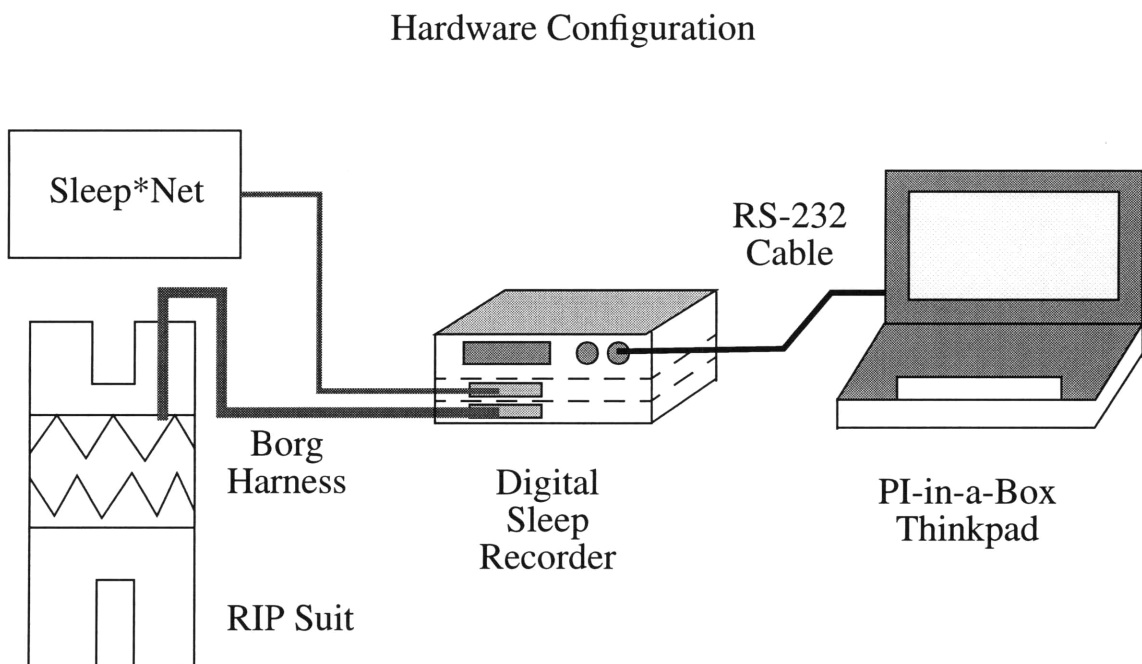 Hardware Configuration
Sleep*Net
RS-232
Cable
Borg
Harness
Digital
Sleep
Recorder
PI-in-a-Box
Thinkpad
RIP Suit